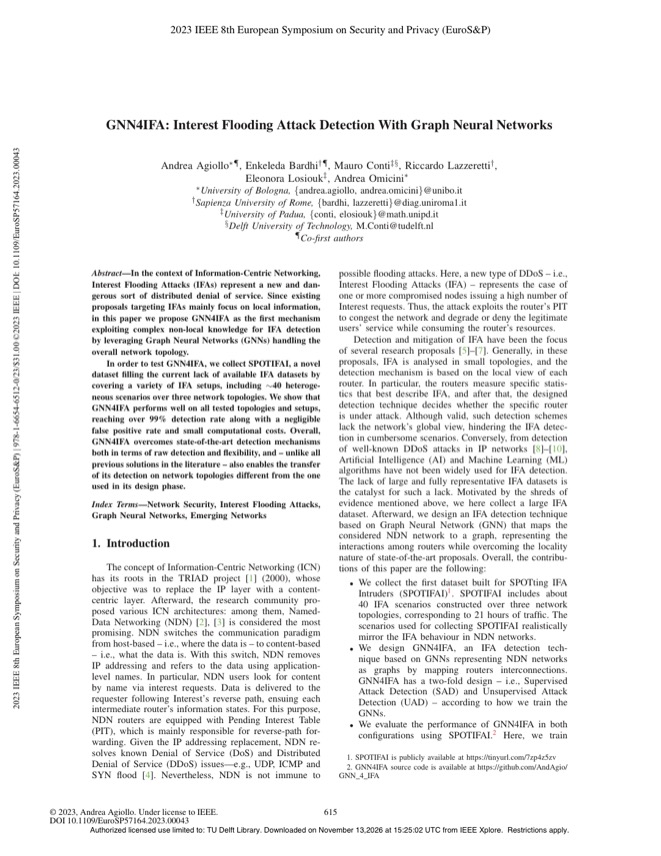 2023 IEEE 8th European Symposium on Security and Privacy (EuroS&P)
2023 IEEE 8th European Symposium on Security and Privacy (EuroS&P) | 978-1-6654-6512-0/23/$31.00 ©2023 IEEE | DOI: 10.1109/EuroSP57164.2023.00043
GNN4IFA: Interest Flooding Attack Detection With Graph Neural Networks
Andrea Agiollo*¶, Enkeleda Bardhi†¶, Mauro Conti‡§, Riccardo Lazzeretti†,
Eleonora Losiouk‡, Andrea Omicini*
*University of Bologna, {andrea.agiollo, andrea.omicini}@unibo.it
†Sapienza University of Rome, {bardhi, lazzeretti}@diag.uniroma1.it
‡University of Padua, {conti, elosiouk}@math.unipd.it
§Delft University of Technology, M.Conti@tudelft.nl
¶Co-first authors
Abstract—In the context of Information-Centric Networking,
Interest Flooding Attacks (IFAs) represent a new and dan-
gerous sort of distributed denial of service. Since existing
proposals targeting IFAs mainly focus on local information,
in this paper we propose GNN4IFA as the first mechanism
exploiting complex non-local knowledge for IFA detection
by leveraging Graph Neural Networks (GNNs) handling the
overall network topology.
In order to test GNN4IFA, we collect SPOTIFAI, a novel
dataset filling the current lack of available IFA datasets by
covering a variety of IFA setups, including ∼40 heteroge-
neous scenarios over three network topologies. We show that
GNN4IFA performs well on all tested topologies and setups,
reaching over 99% detection rate along with a negligible
false positive rate and small computational costs. Overall,
GNN4IFA overcomes state-of-the-art detection mechanisms
both in terms of raw detection and flexibility, and – unlike all
previous solutions in the literature – also enables the transfer
of its detection on network topologies different from the one
used in its design phase.
Index Terms—Network Security, Interest Flooding Attacks,
Graph Neural Networks, Emerging Networks
1. Introduction
The concept of Information-Centric Networking (ICN)
has its roots in the TRIAD project [1] (2000), whose
objective was to replace the IP layer with a content-
centric layer. Afterward, the research community pro-
posed various ICN architectures: among them, Named-
Data Networking (NDN) [2], [3] is considered the most
promising. NDN switches the communication paradigm
from host-based – i.e., where the data is – to content-based
– i.e., what the data is. With this switch, NDN removes
IP addressing and refers to the data using application-
level names. In particular, NDN users look for content
by name via interest requests. Data is delivered to the
requester following Interest's reverse path, ensuing each
intermediate router's information states. For this purpose,
NDN routers are equipped with Pending Interest Table
(PIT), which is mainly responsible for reverse-path for-
warding. Given the IP addressing replacement, NDN re-
solves known Denial of Service (DoS) and Distributed
Denial of Service (DDoS) issues—e.g., UDP, ICMP and
SYN flood [4]. Nevertheless, NDN is not immune to
possible flooding attacks. Here, a new type of DDoS – i.e.,
Interest Flooding Attacks (IFA) – represents the case of
one or more compromised nodes issuing a high number of
Interest requests. Thus, the attack exploits the router's PIT
to congest the network and degrade or deny the legitimate
users' service while consuming the router's resources.
Detection and mitigation of IFA have been the focus
of several research proposals [5]–[7]. Generally, in these
proposals, IFA is analysed in small topologies, and the
detection mechanism is based on the local view of each
router. In particular, the routers measure specific statis-
tics that best describe IFA, and after that, the designed
detection technique decides whether the specific router
is under attack. Although valid, such detection schemes
lack the network's global view, hindering the IFA detec-
tion in cumbersome scenarios. Conversely, from detection
of well-known DDoS attacks in IP networks [8]–[10],
Artificial Intelligence (AI) and Machine Learning (ML)
algorithms have not been widely used for IFA detection.
The lack of large and fully representative IFA datasets is
the catalyst for such a lack. Motivated by the shreds of
evidence mentioned above, we here collect a large IFA
dataset. Afterward, we design an IFA detection technique
based on Graph Neural Network (GNN) that maps the
considered NDN network to a graph, representing the
interactions among routers while overcoming the locality
nature of state-of-the-art proposals. Overall, the contribu-
tions of this paper are the following:
• We collect the first dataset built for SPOTting IFA
Intruders (SPOTIFAI)1. SPOTIFAI includes about
40 IFA scenarios constructed over three network
topologies, corresponding to 21 hours of traffic. The
scenarios used for collecting SPOTIFAI realistically
mirror the IFA behaviour in NDN networks.
• We design GNN4IFA, an IFA detection tech-
nique based on GNNs representing NDN networks
as graphs by mapping routers interconnections.
GNN4IFA has a two-fold design – i.e., Supervised
Attack Detection (SAD) and Unsupervised Attack
Detection (UAD) – according to how we train the
GNNs.
• We evaluate the performance of GNN4IFA in both
configurations using SPOTIFAI.2 Here, we train
1. SPOTIFAI is publicly available at https://tinyurl.com/7zp4z5zv
2. GNN4IFA source code is available at https://github.com/AndAgio/
GNN_4_IFA
© 2023, Andrea Agiollo. Under license to IEEE.
DOI 10.1109/EuroSP57164.2023.00043
615
Authorized licensed use limited to: TU Delft Library. Downloaded on November 13,2026 at 15:25:02 UTC from IEEE Xplore. Restrictions apply.